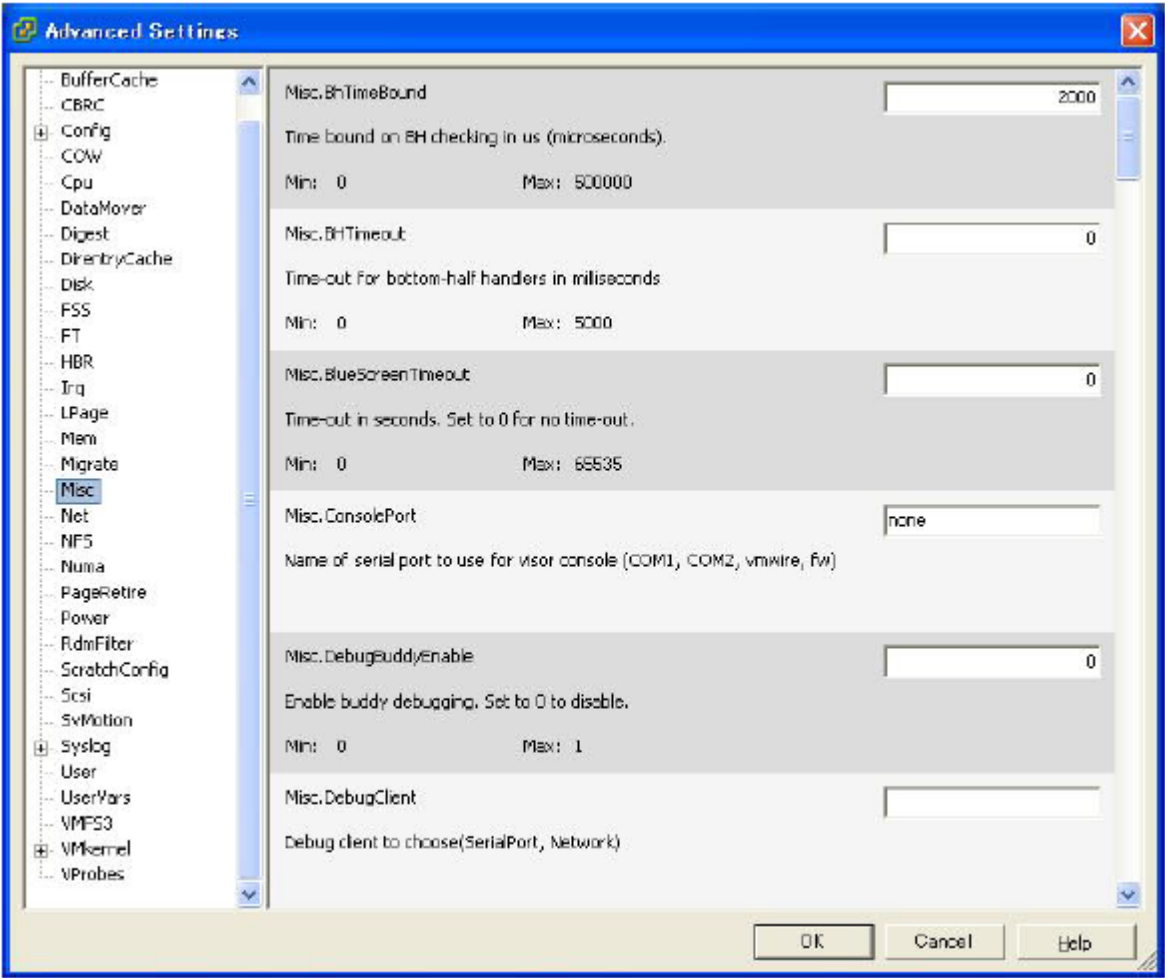 Advanced Settings
BufferCache
CBRC
Config
COW
Cpu
DataMover
Digest
DirentryCache
Disk
FSS
FT
HBR
Irq
LPage
Mem
Migrate
Misc
Net
NFS
Numa
PageRetire
Power
RdmFilter
ScratchConfig
Scsi
SvMotion
Syslog
User
UserVars
VMFS3
VMkernel
VProbes
Misc.BhTimeBound 2000
Time bound on BH checking in us (microseconds).
Min: 0 Max: 500000
Misc.BHTimeout 0
Time-out for bottom-half handlers in milliseconds
Min: 0 Max: 5000
Misc.BlueScreenTimeout 0
Time-out in seconds. Set to 0 for no time-out.
Min: 0 Max: 65535
Misc.ConsolePort none
Name of serial port to use for visor console (COM1, COM2, vmwire, fw)
Misc.DebugBuddyEnable 0
Enable buddy debugging. Set to 0 to disable.
Min: 0 Max: 1
Misc.DebugClient
Debug client to choose(SerialPort, Network)
OK Cancel Help